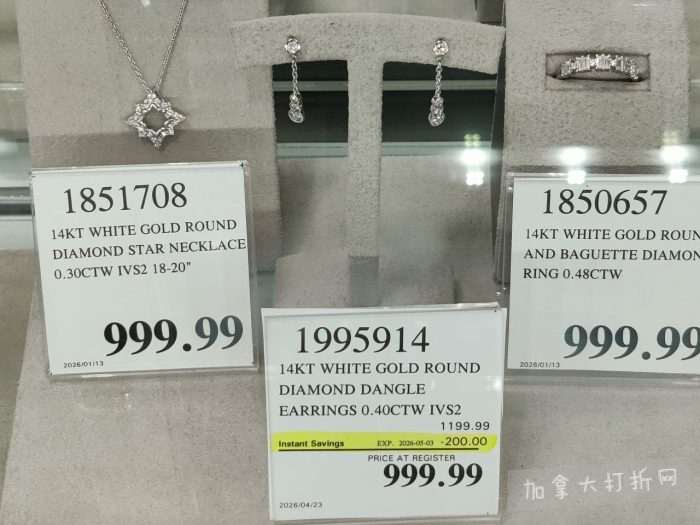 1851708
14KT WHITE GOLD ROUND
DIAMOND STAR NECKLACE
0.30CTW IVS2 18-20"
999.99
2026/01/13
1995914
14KT WHITE GOLD ROUND
DIAMOND DANGLE
EARRINGS 0.40CTW IVS2
1199.99
Instant Savings EXP. 2026-05-03 -200.00
PRICE AT REGISTER
999.99
2026/04/23
1850657
14KT WHITE GOLD ROUN
AND BAGUETTE DIAMON
RING 0.48CTW
999.99
2026/01/13
加拿大打折网